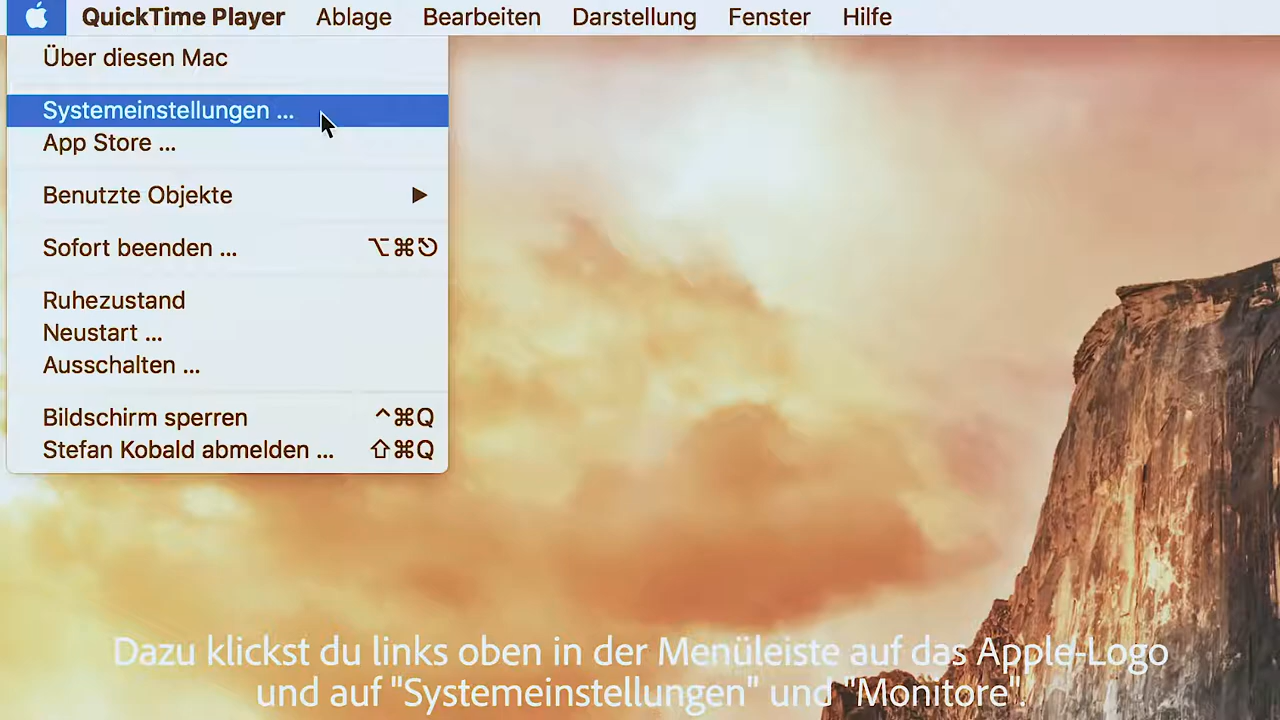 QuickTime Player Ablage Bearbeiten Darstellung Fenster Hilfe
Über diesen Mac
Systemeinstellungen ...
App Store ...
Benutzte Objekte ▶
Sofort beenden ... ⌥⌘⎋
Ruhezustand
Neustart ...
Ausschalten ...
Bildschirm sperren ^⌘Q
Stefan Kobald abmelden ... ⇧⌘Q
Dazu klickst du links oben in der Menüleiste auf das Apple-Logo
und auf "Systemeinstellungen" und "Monitore".